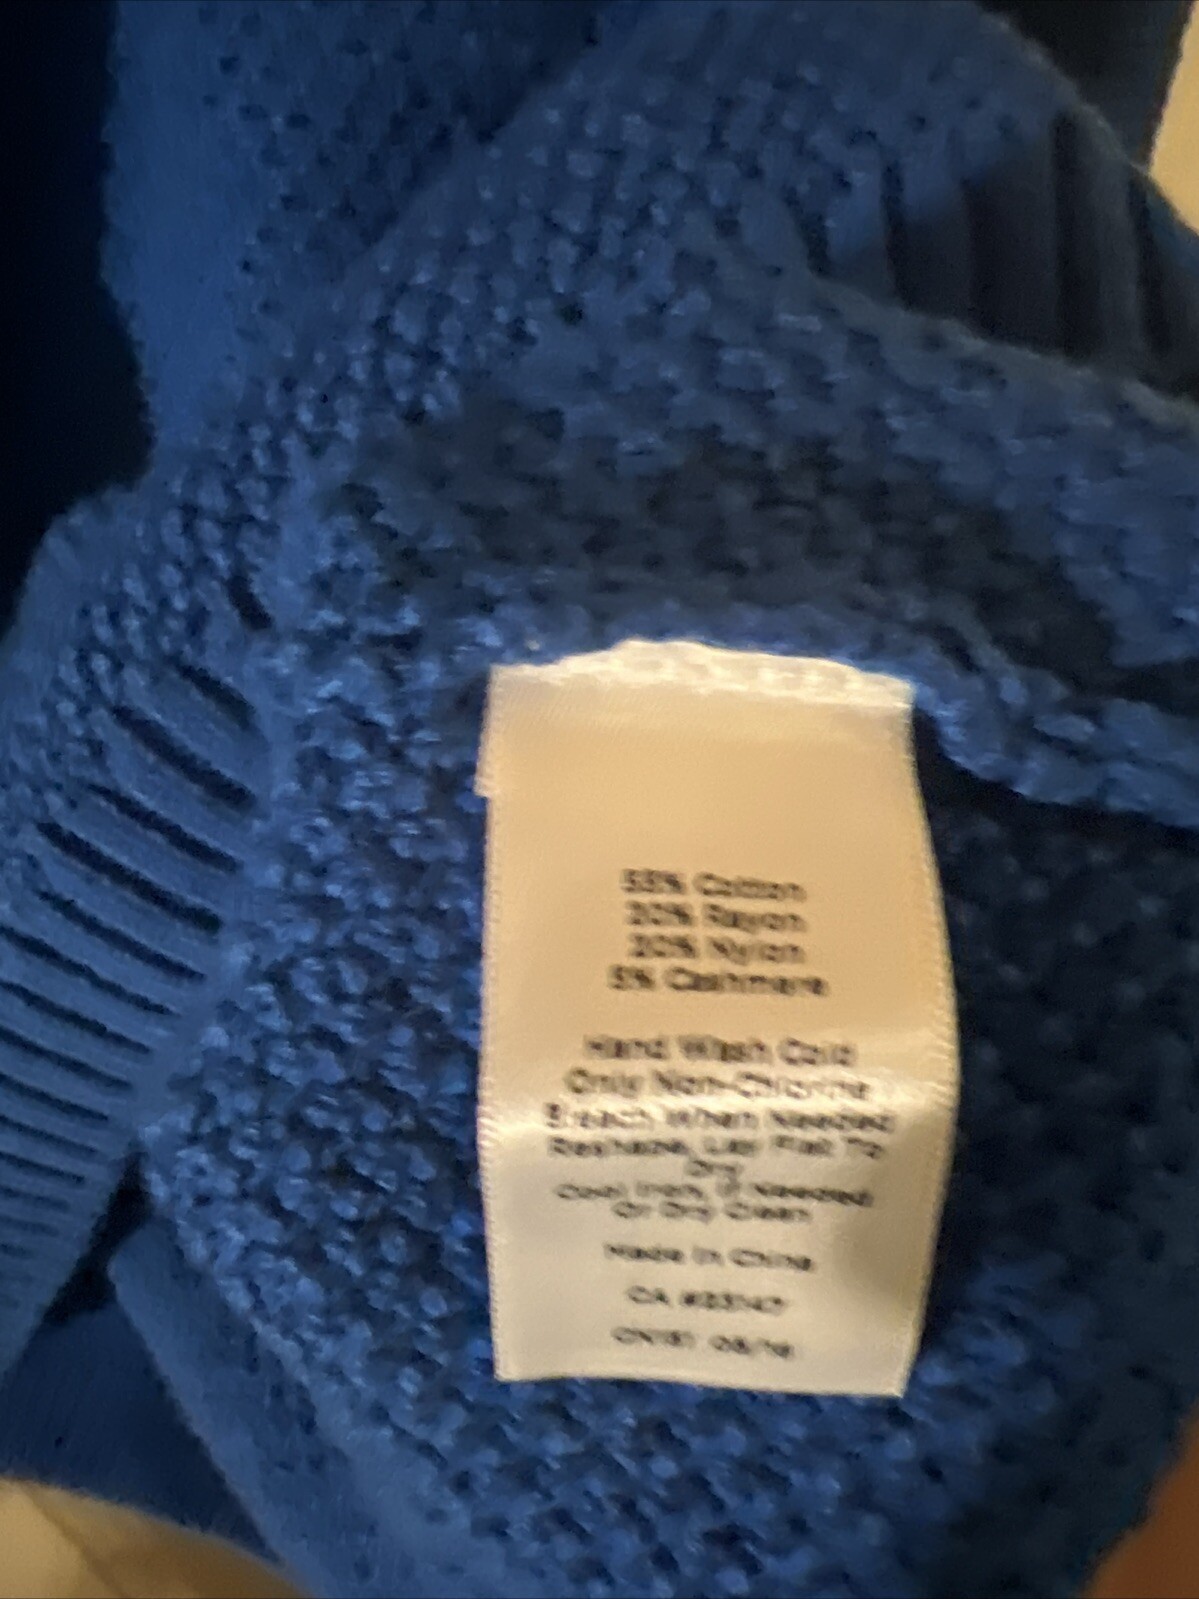 55% Cotton
20% Rayon
20% Nylon
5% Cashmere
Hand Wash Cold
Only Non-Chlorine
Bleach When Needed
Reshape, Lay Flat To
Dry
Cool Iron, If Needed
Or Dry Clean
Made In China
CA